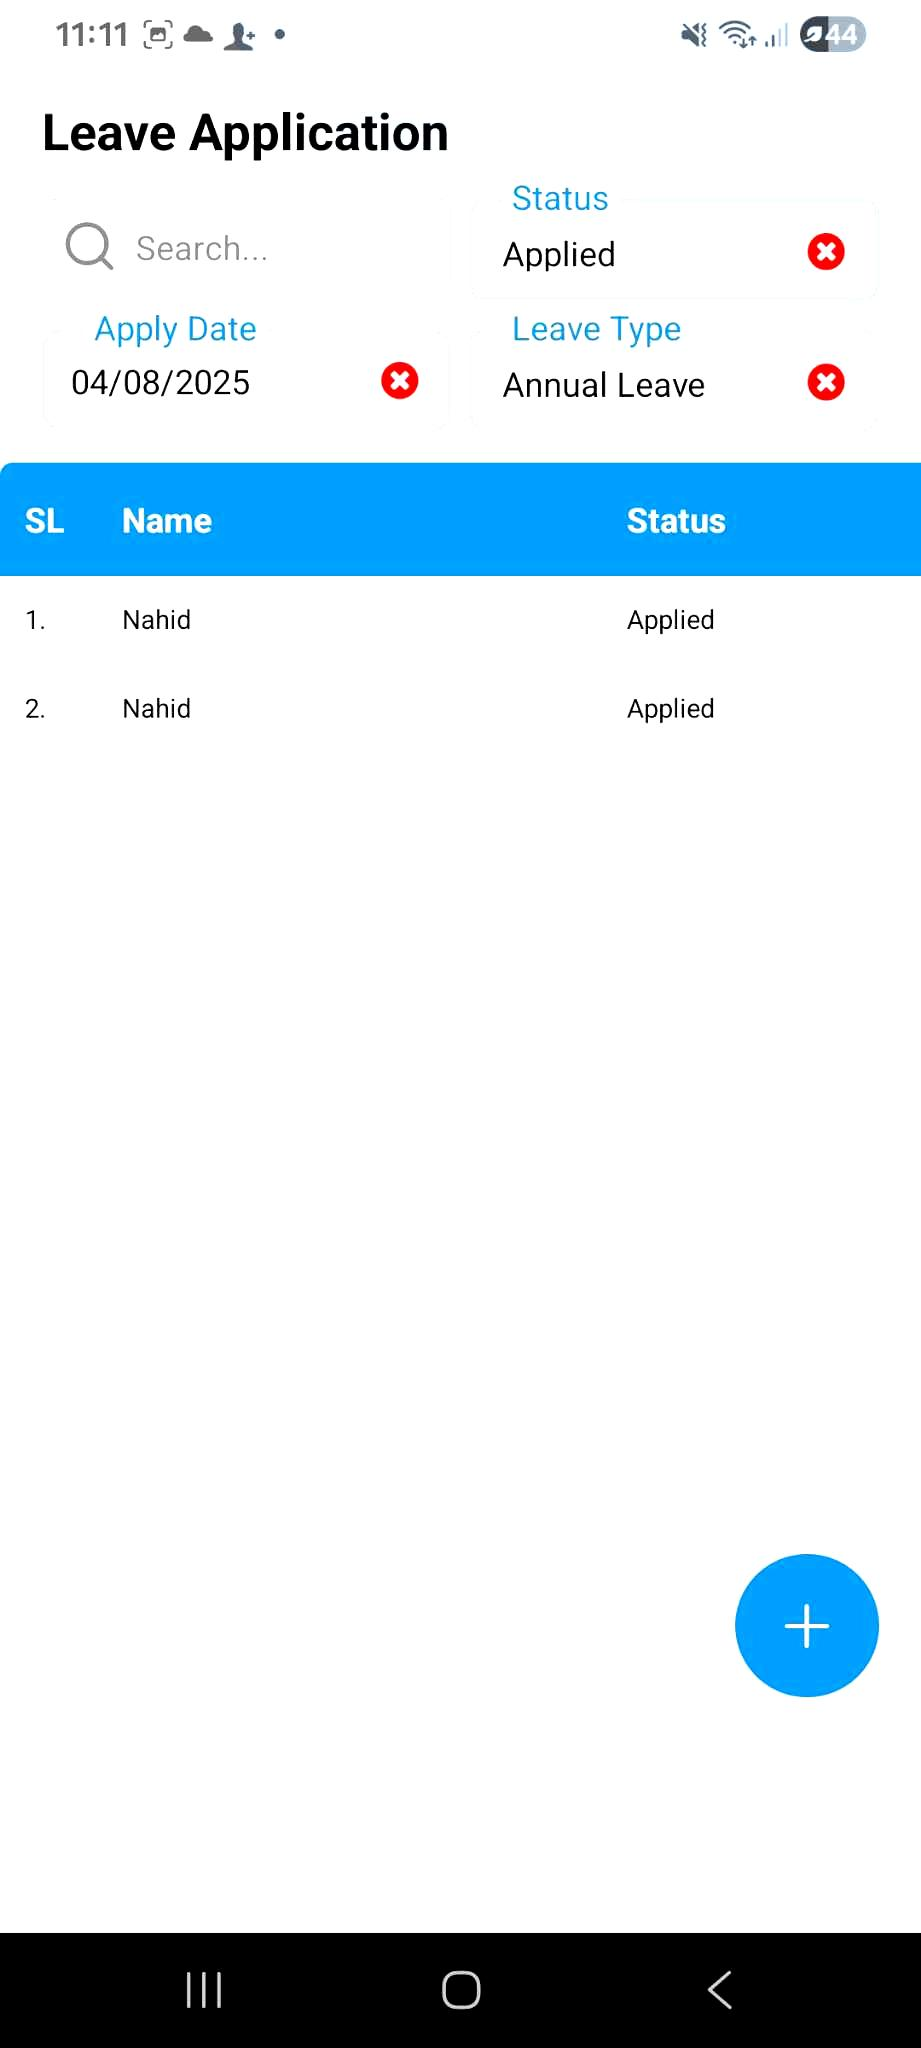 11:11
44
Leave Application
Search...
Status
Applied
Apply Date
04/08/2025
Leave Type
Annual Leave
SL Name Status
1. Nahid Applied
2. Nahid Applied